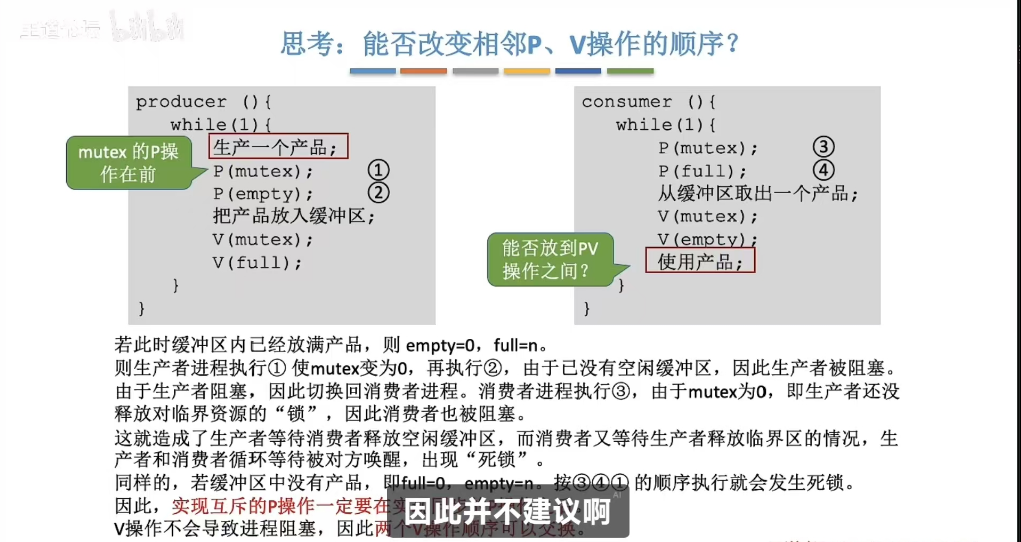 思考：能否改变相邻P、V操作的顺序？
producer (){
while(1){
生产一个产品;
P(mutex); ①
P(empty); ②
把产品放入缓冲区;
V(mutex);
V(full);
}
}
mutex 的P操
作在前
consumer (){
while(1){
P(mutex); ③
P(full); ④
从缓冲区取出一个产品;
V(mutex);
V(empty);
使用产品;
}
}
能否放到PV
操作之间？
若此时缓冲区内已经放满产品，则 empty=0，full=n。
则生产者进程执行① 使mutex变为0，再执行②，由于已没有空闲缓冲区，因此生产者被阻塞。
由于生产者阻塞，因此切换回消费者进程。消费者进程执行③，由于mutex为0，即生产者还没
释放对临界资源的“锁”，因此消费者也被阻塞。
这就造成了生产者等待消费者释放空闲缓冲区，而消费者又等待生产者释放临界区的情况，生
产者和消费者循环等待被对方唤醒，出现“死锁”。
同样的，若缓冲区中没有产品，即full=0，empty=n。按③④① 的顺序执行就会发生死锁。
因此，实现互斥的P操作一定要在
V操作不会导致进程阻塞，因此两个V操作顺序可以交换。
因此并不建议啊
AI
bilibili